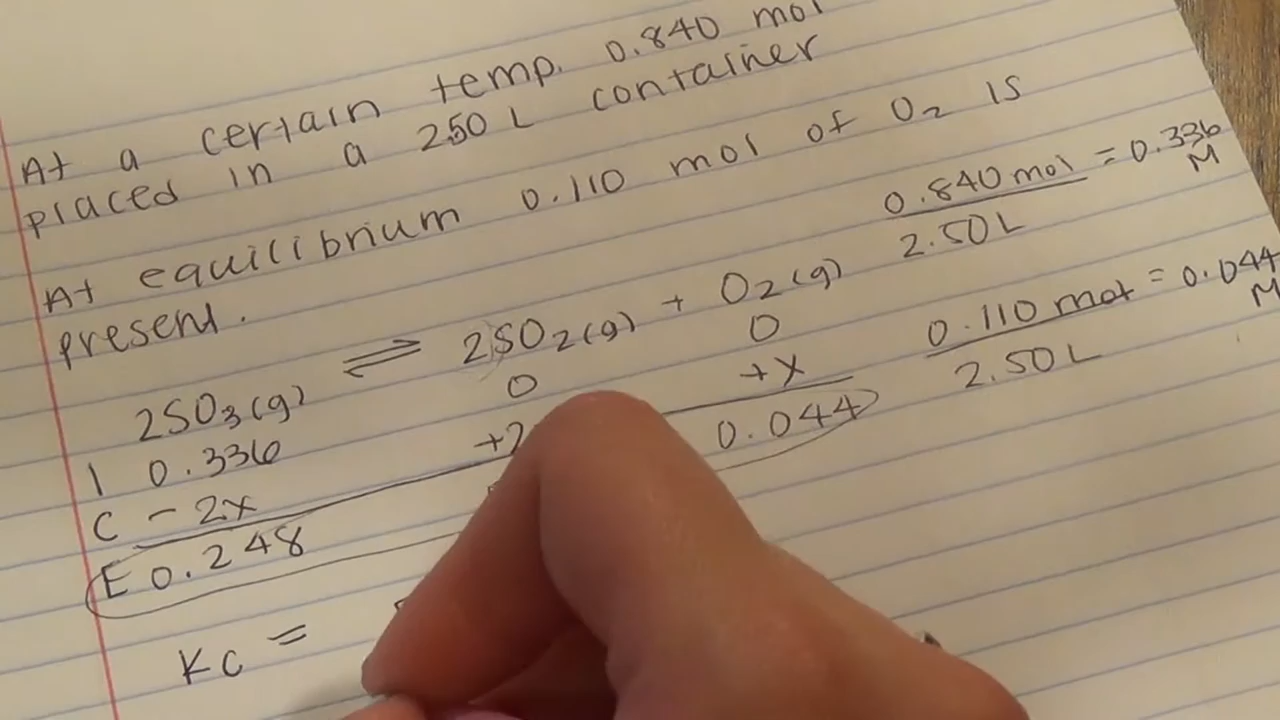 At a certain temp. 0.840 mol
placed in a 250 L container
At equilibrium 0.110 mol of O2 is
present.
0.840 mol = 0.336
2.50 L M
2SO3(g) ⇌ 2SO2(g) + O2(g)
0.110 mol = 0.044
2.50 L M
I 0.336 0 0
C -2x +2 +x
E 0.248 0.044
Kc =